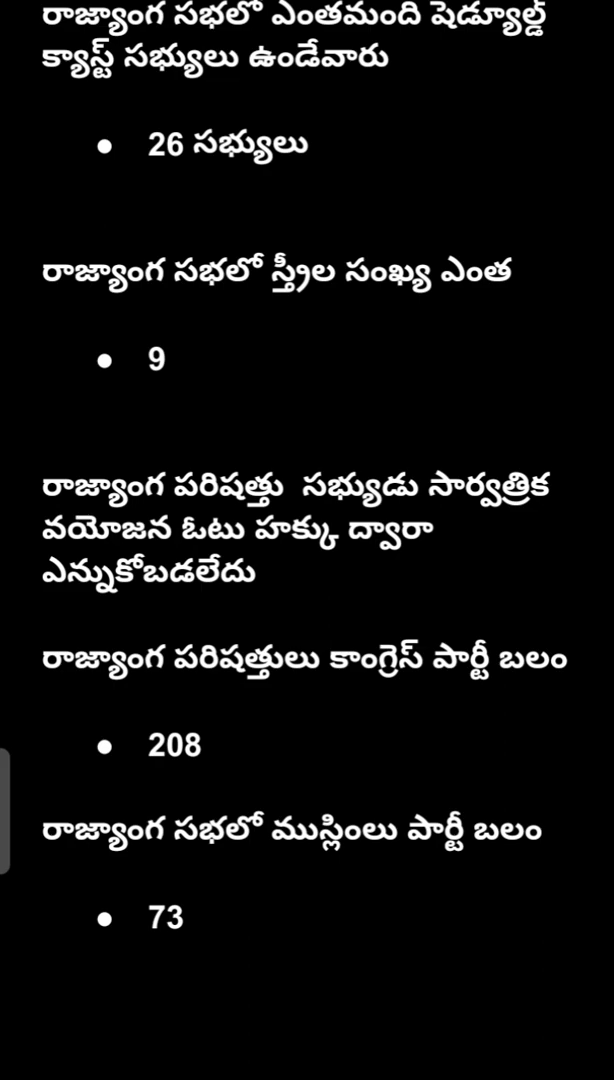 రాజ్యాంగ సభలో ఎంతమంది షెడ్యూల్డ్
క్యాస్ట్ సభ్యులు ఉండేవారు
● 26 సభ్యులు
రాజ్యాంగ సభలో స్త్రీల సంఖ్య ఎంత
● 9
రాజ్యాంగ పరిషత్తు సభ్యుడు సార్వత్రిక
వయోజన ఓటు హక్కు ద్వారా
ఎన్నుకోబడలేదు
రాజ్యాంగ పరిషత్తులు కాంగ్రెస్ పార్టీ బలం
● 208
రాజ్యాంగ సభలో ముస్లింలు పార్టీ బలం
● 73